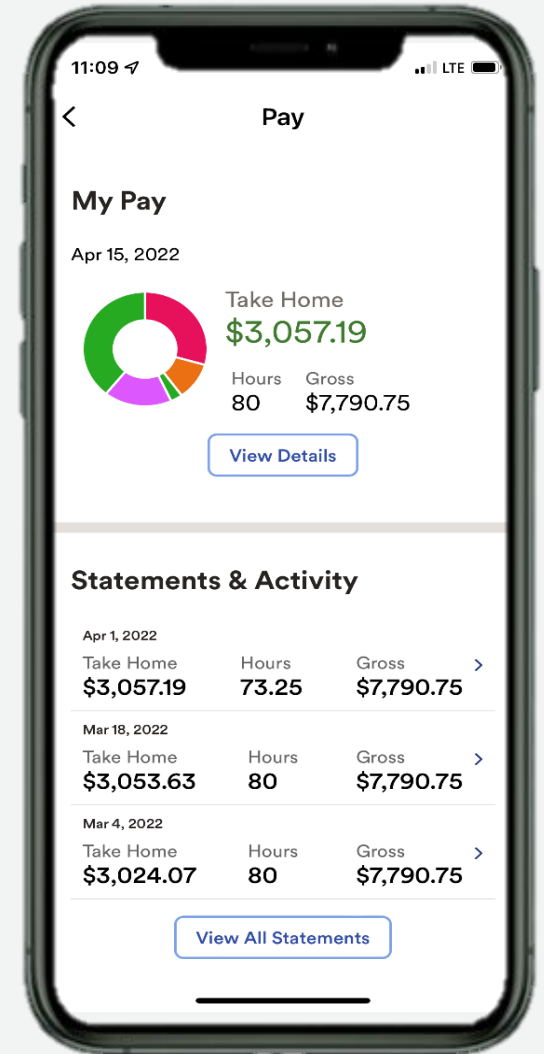 11:09 LTE
Pay
My Pay
Apr 15, 2022
Take Home
$3,057.19
Hours Gross
80 $7,790.75
View Details
Statements & Activity
Apr 1, 2022
Take Home Hours Gross
$3,057.19 73.25 $7,790.75
Mar 18, 2022
Take Home Hours Gross
$3,053.63 80 $7,790.75
Mar 4, 2022
Take Home Hours Gross
$3,024.07 80 $7,790.75
View All Statements